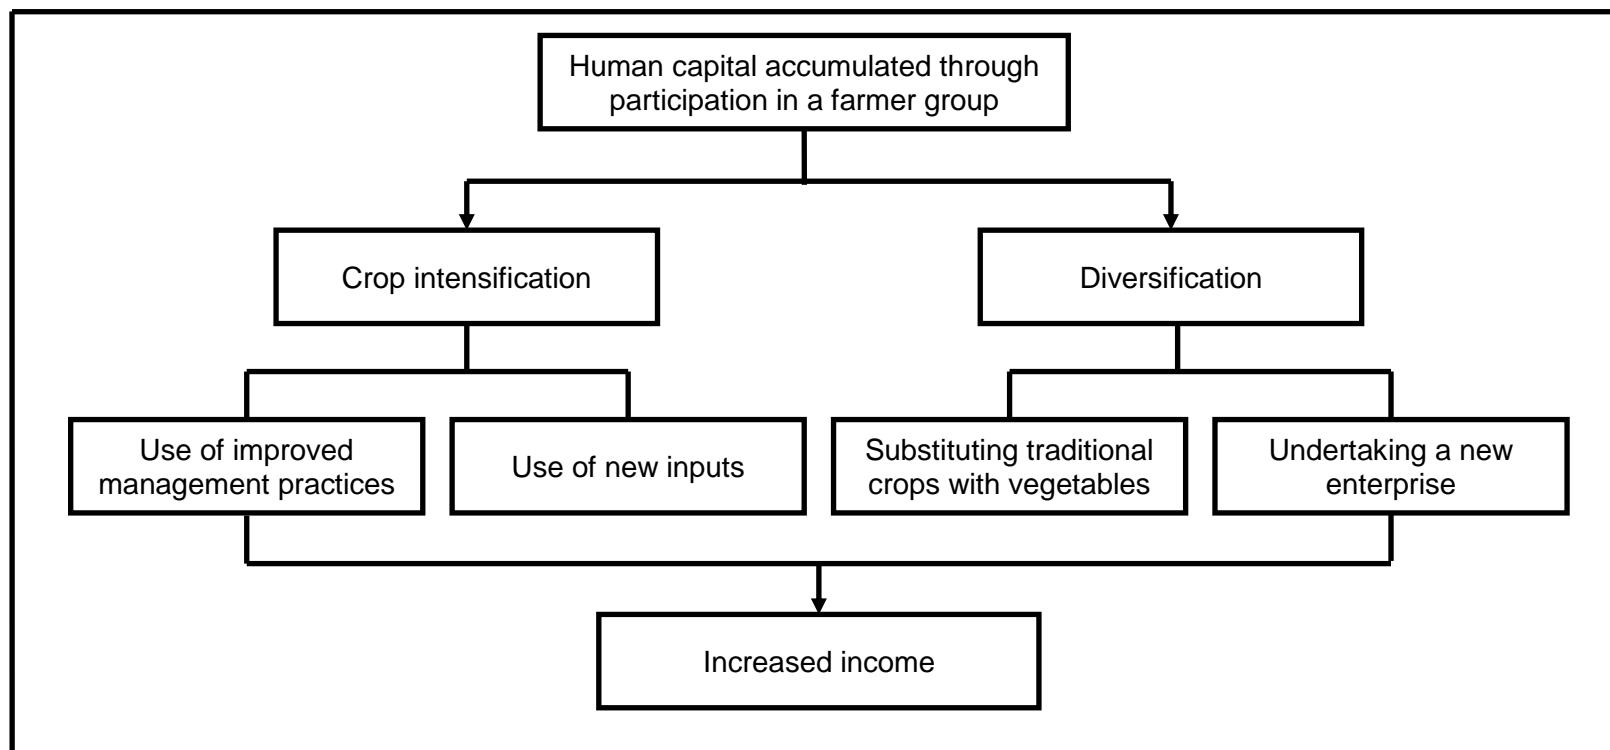 Human capital accumulated through
participation in a farmer group
Crop intensification
Diversification
Use of improved
management practices
Use of new inputs
Substituting traditional
crops with vegetables
Undertaking a new
enterprise
Increased income